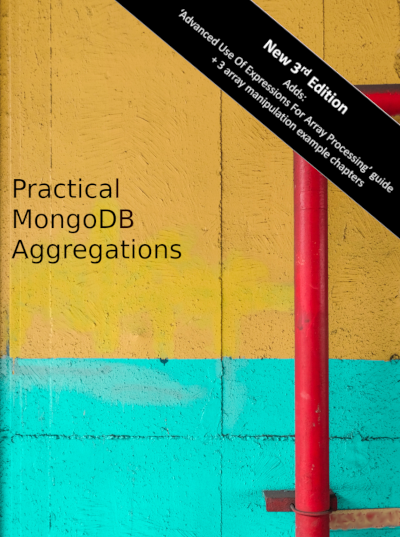 New 3rd Edition
Adds:
'Advanced Use Of Expressions For Array Processing' guide
+ 3 array manipulation example chapters
Practical
MongoDB
Aggregations